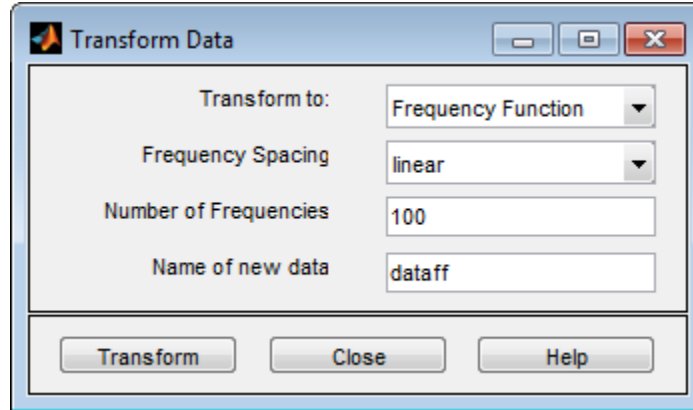 Transform Data
Transform to: Frequency Function
Frequency Spacing linear
Number of Frequencies 100
Name of new data dataff
Transform Close Help